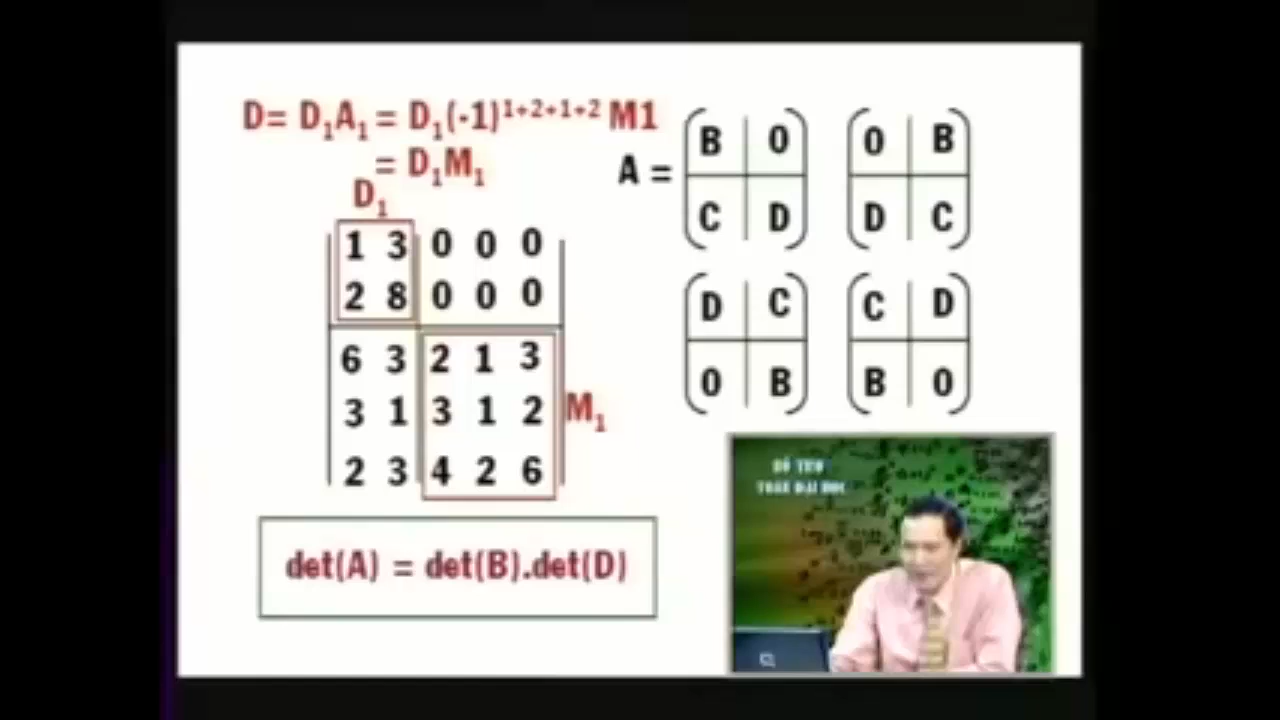 D= D₁A₁ = D₁(-1)¹⁺²⁺¹⁺² M1
= D₁M₁
D₁
1 3 0 0 0
2 8 0 0 0
6 3 2 1 3
3 1 3 1 2
2 3 4 2 6
M₁
det(A) = det(B).det(D)
A =
B 0
C D
0 B
D C
D C
0 B
C D
B 0